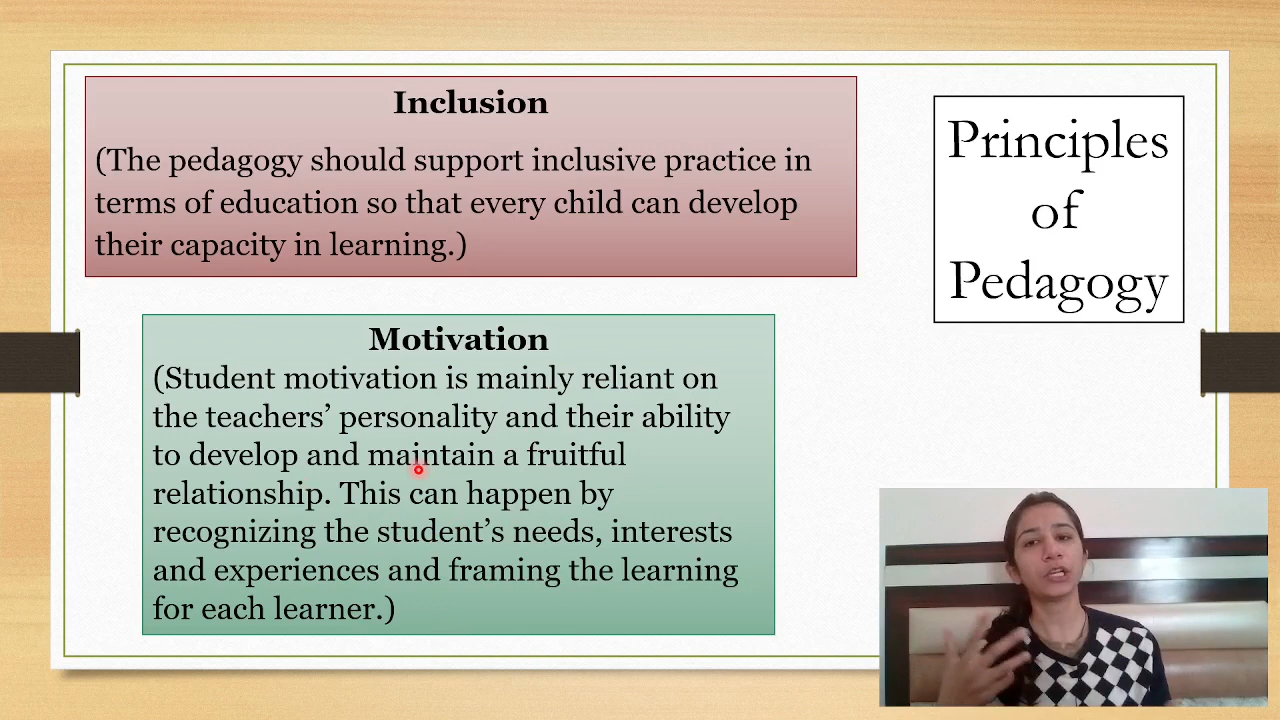 Inclusion
(The pedagogy should support inclusive practice in
terms of education so that every child can develop
their capacity in learning.)
Motivation
(Student motivation is mainly reliant on
the teachers’ personality and their ability
to develop and maintain a fruitful
relationship. This can happen by
recognizing the student’s needs, interests
and experiences and framing the learning
for each learner.)
Principles
of
Pedagogy